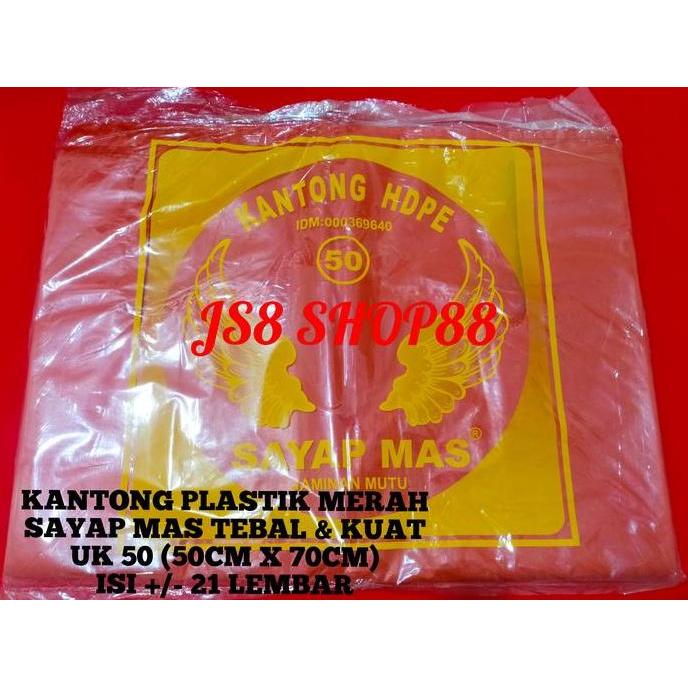 KANTONG HDPE
IDM:000369640
50
JS8 SHOP88
SAYAP MAS®
JAMINAN MUTU
KANTONG PLASTIK MERAH
SAYAP MAS TEBAL & KUAT
UK 50 (50CM X 70CM)
ISI +/- 21 LEMBAR